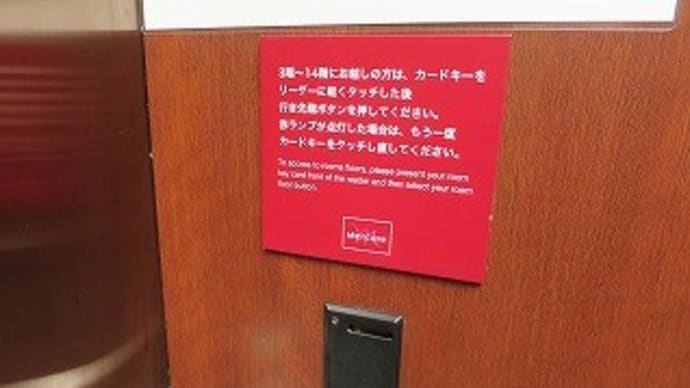 3階～14階にお越しの方は、カードキーを
リーダーに軽くタッチした後
行き先階ボタンを押してください。
赤ランプが点灯した場合は、もう一度
カードキーをタッチし直してください。
To access to rooms floors, please present your room
key card front of the reader and then select your room
floor button.
Mercure